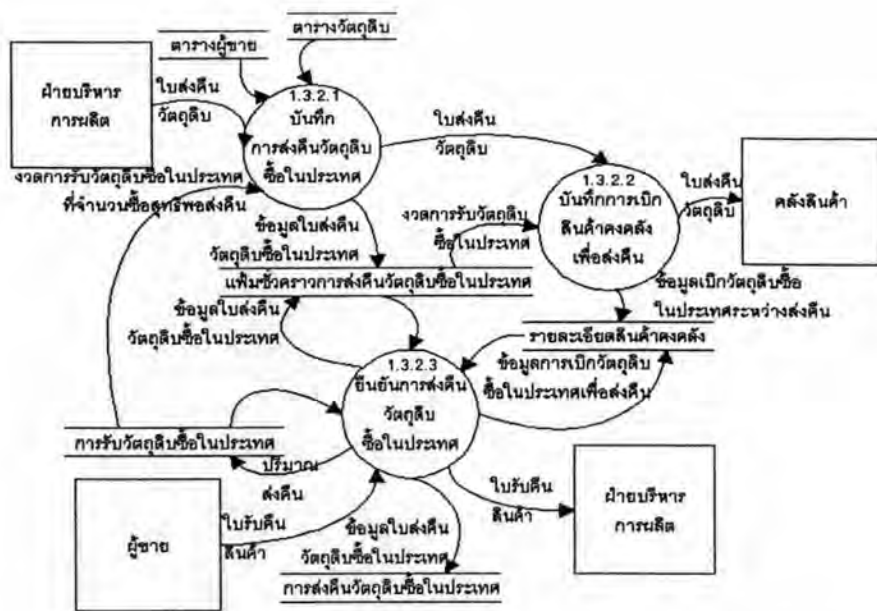 ตารางผู้ขาย
ตารางวัตถุดิบ
ฝ่ายบริหาร
การผลิต
ใบส่งคืน
วัตถุดิบ
1.3.2.1
บันทึก
การส่งคืนวัตถุดิบ
ซื้อในประเทศ
ใบส่งคืน
วัตถุดิบ
งวดการรับวัตถุดิบซื้อในประเทศ
ที่จำนวนซื้อสุทธิพอส่งคืน
1.3.2.2
บันทึกการเบิก
สินค้าคงคลัง
เพื่อส่งคืน
ใบส่งคืน
วัตถุดิบ
คลังสินค้า
ข้อมูลใบส่งคืน
วัตถุดิบซื้อในประเทศ
งวดการรับวัตถุดิบ
ซื้อในประเทศ
แฟ้มชั่วคราวการส่งคืนวัตถุดิบซื้อในประเทศ
ข้อมูลเบิกวัตถุดิบซื้อ
ในประเทศระหว่างส่งคืน
ข้อมูลใบส่งคืน
วัตถุดิบซื้อในประเทศ
รายละเอียดสินค้าคงคลัง
1.3.2.3
ยืนยันการส่งคืน
วัตถุดิบ
ซื้อในประเทศ
ข้อมูลการเบิกวัตถุดิบ
ซื้อในประเทศเพื่อส่งคืน
การรับวัตถุดิบซื้อในประเทศ
ปริมาณ
ส่งคืน
ผู้ขาย
ใบรับคืน
สินค้า
ข้อมูลใบส่งคืน
วัตถุดิบซื้อในประเทศ
การส่งคืนวัตถุดิบซื้อในประเทศ
ใบรับคืน
สินค้า
ฝ่ายบริหาร
การผลิต